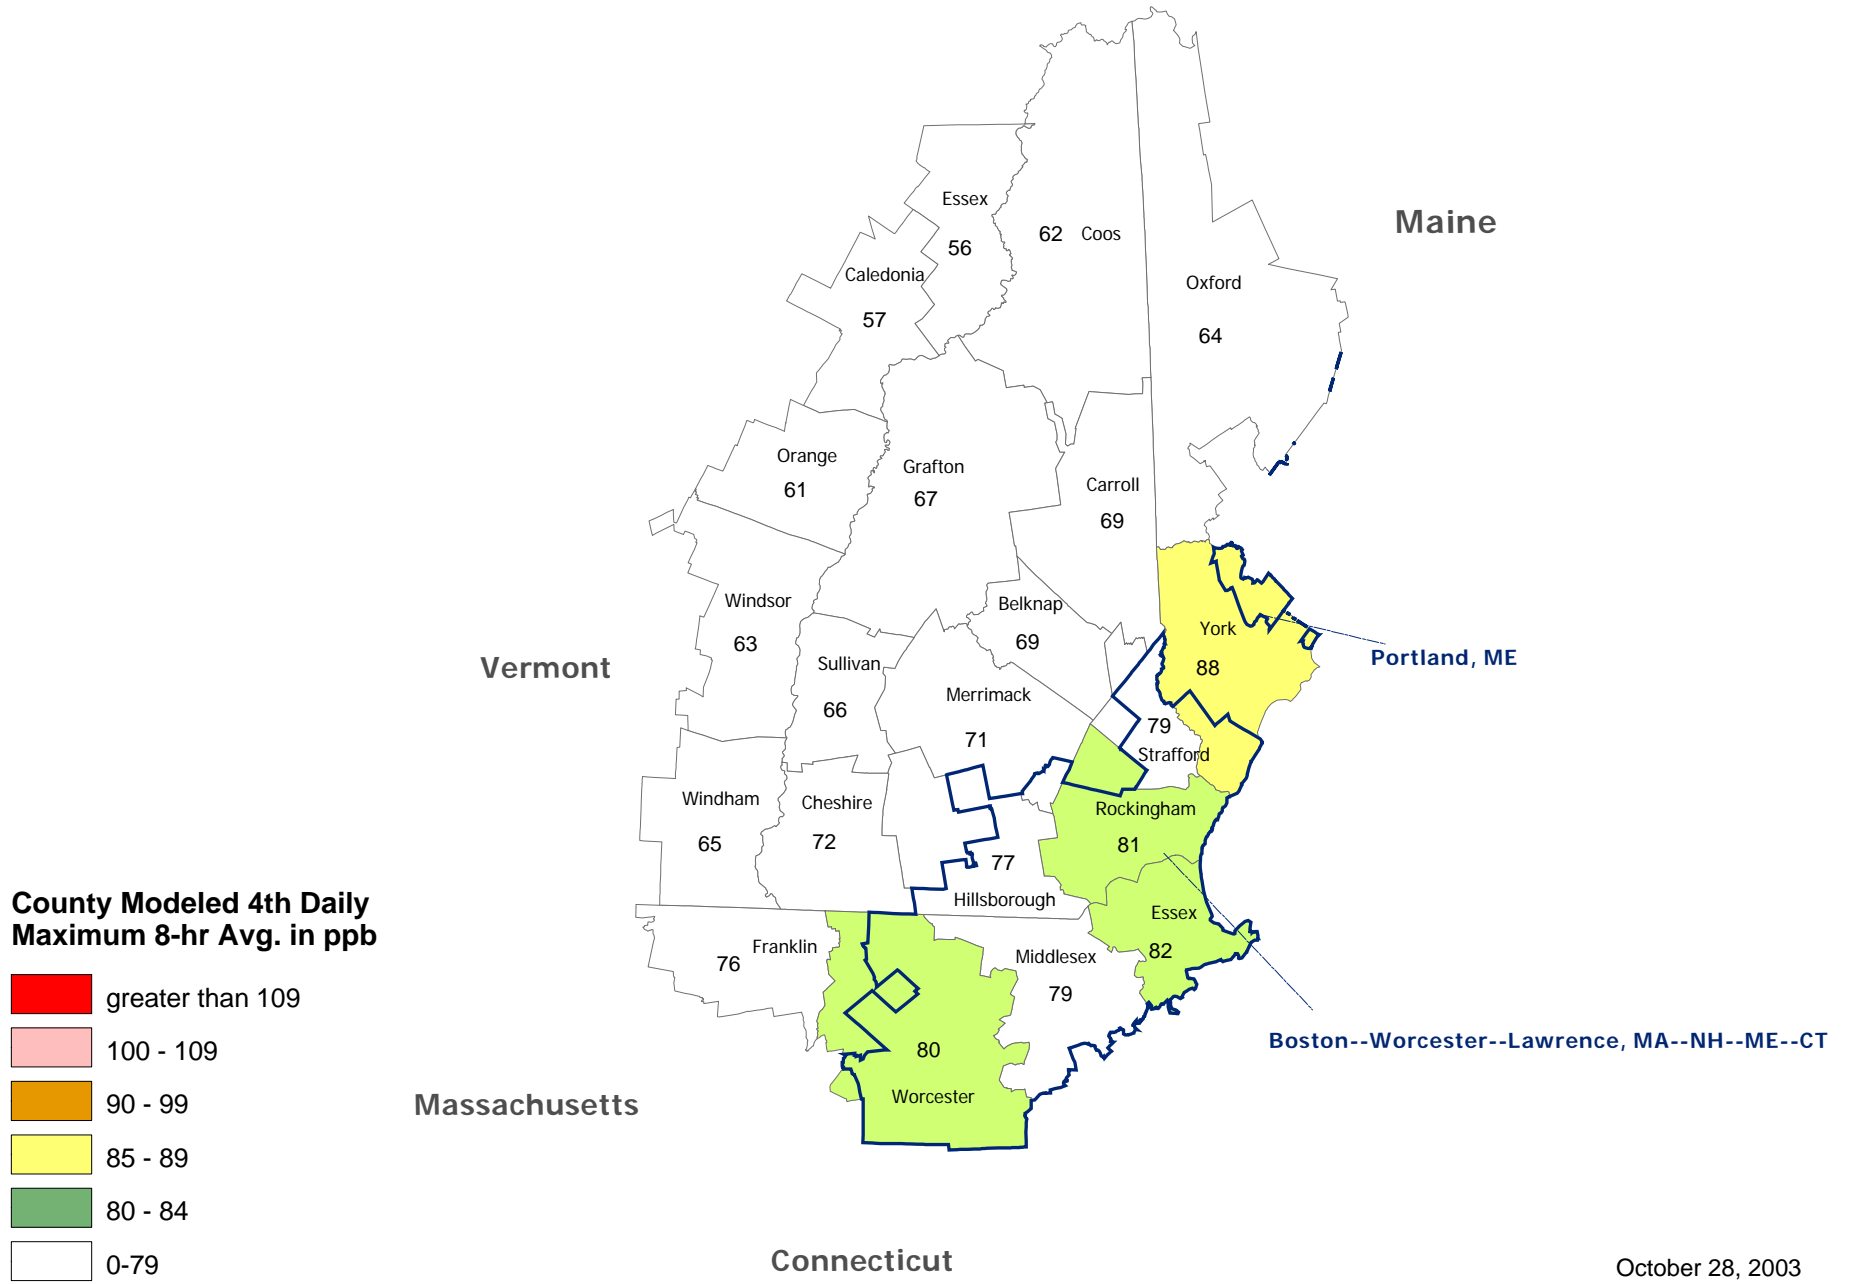 Maine
Essex
56
62 Coos
Caledonia
57
Oxford
64
Orange
61
Grafton
67
Carroll
69
Windsor
63
Belknap
69
York
88
Portland, ME
Vermont
Sullivan
66
Merrimack
71
79
Strafford
Windham
65
Cheshire
72
Rockingham
81
77
Hillsborough
Essex
82
Franklin
76
Middlesex
79
80
Worcester
Boston--Worcester--Lawrence, MA--NH--ME--CT
Massachusetts
Connecticut
County Modeled 4th Daily
Maximum 8-hr Avg. in ppb
greater than 109
100 - 109
90 - 99
85 - 89
80 - 84
0-79
October 28, 2003